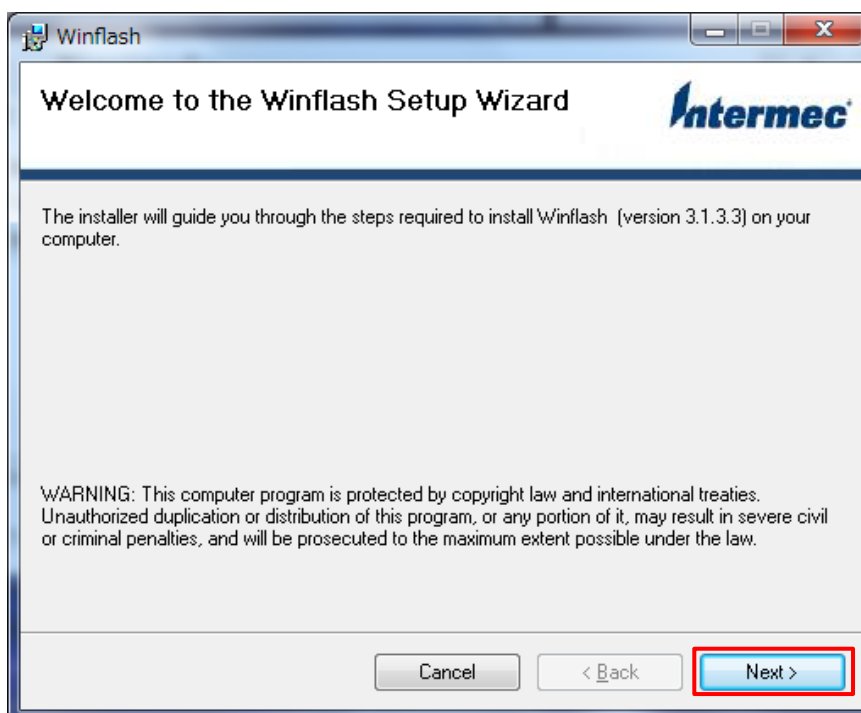 Winflash
Welcome to the Winflash Setup Wizard
Intermec
The installer will guide you through the steps required to install Winflash (version 3.1.3.3) on your
computer.
WARNING: This computer program is protected by copyright law and international treaties.
Unauthorized duplication or distribution of this program, or any portion of it, may result in severe civil
or criminal penalties, and will be prosecuted to the maximum extent possible under the law.
Cancel
< Back
Next >